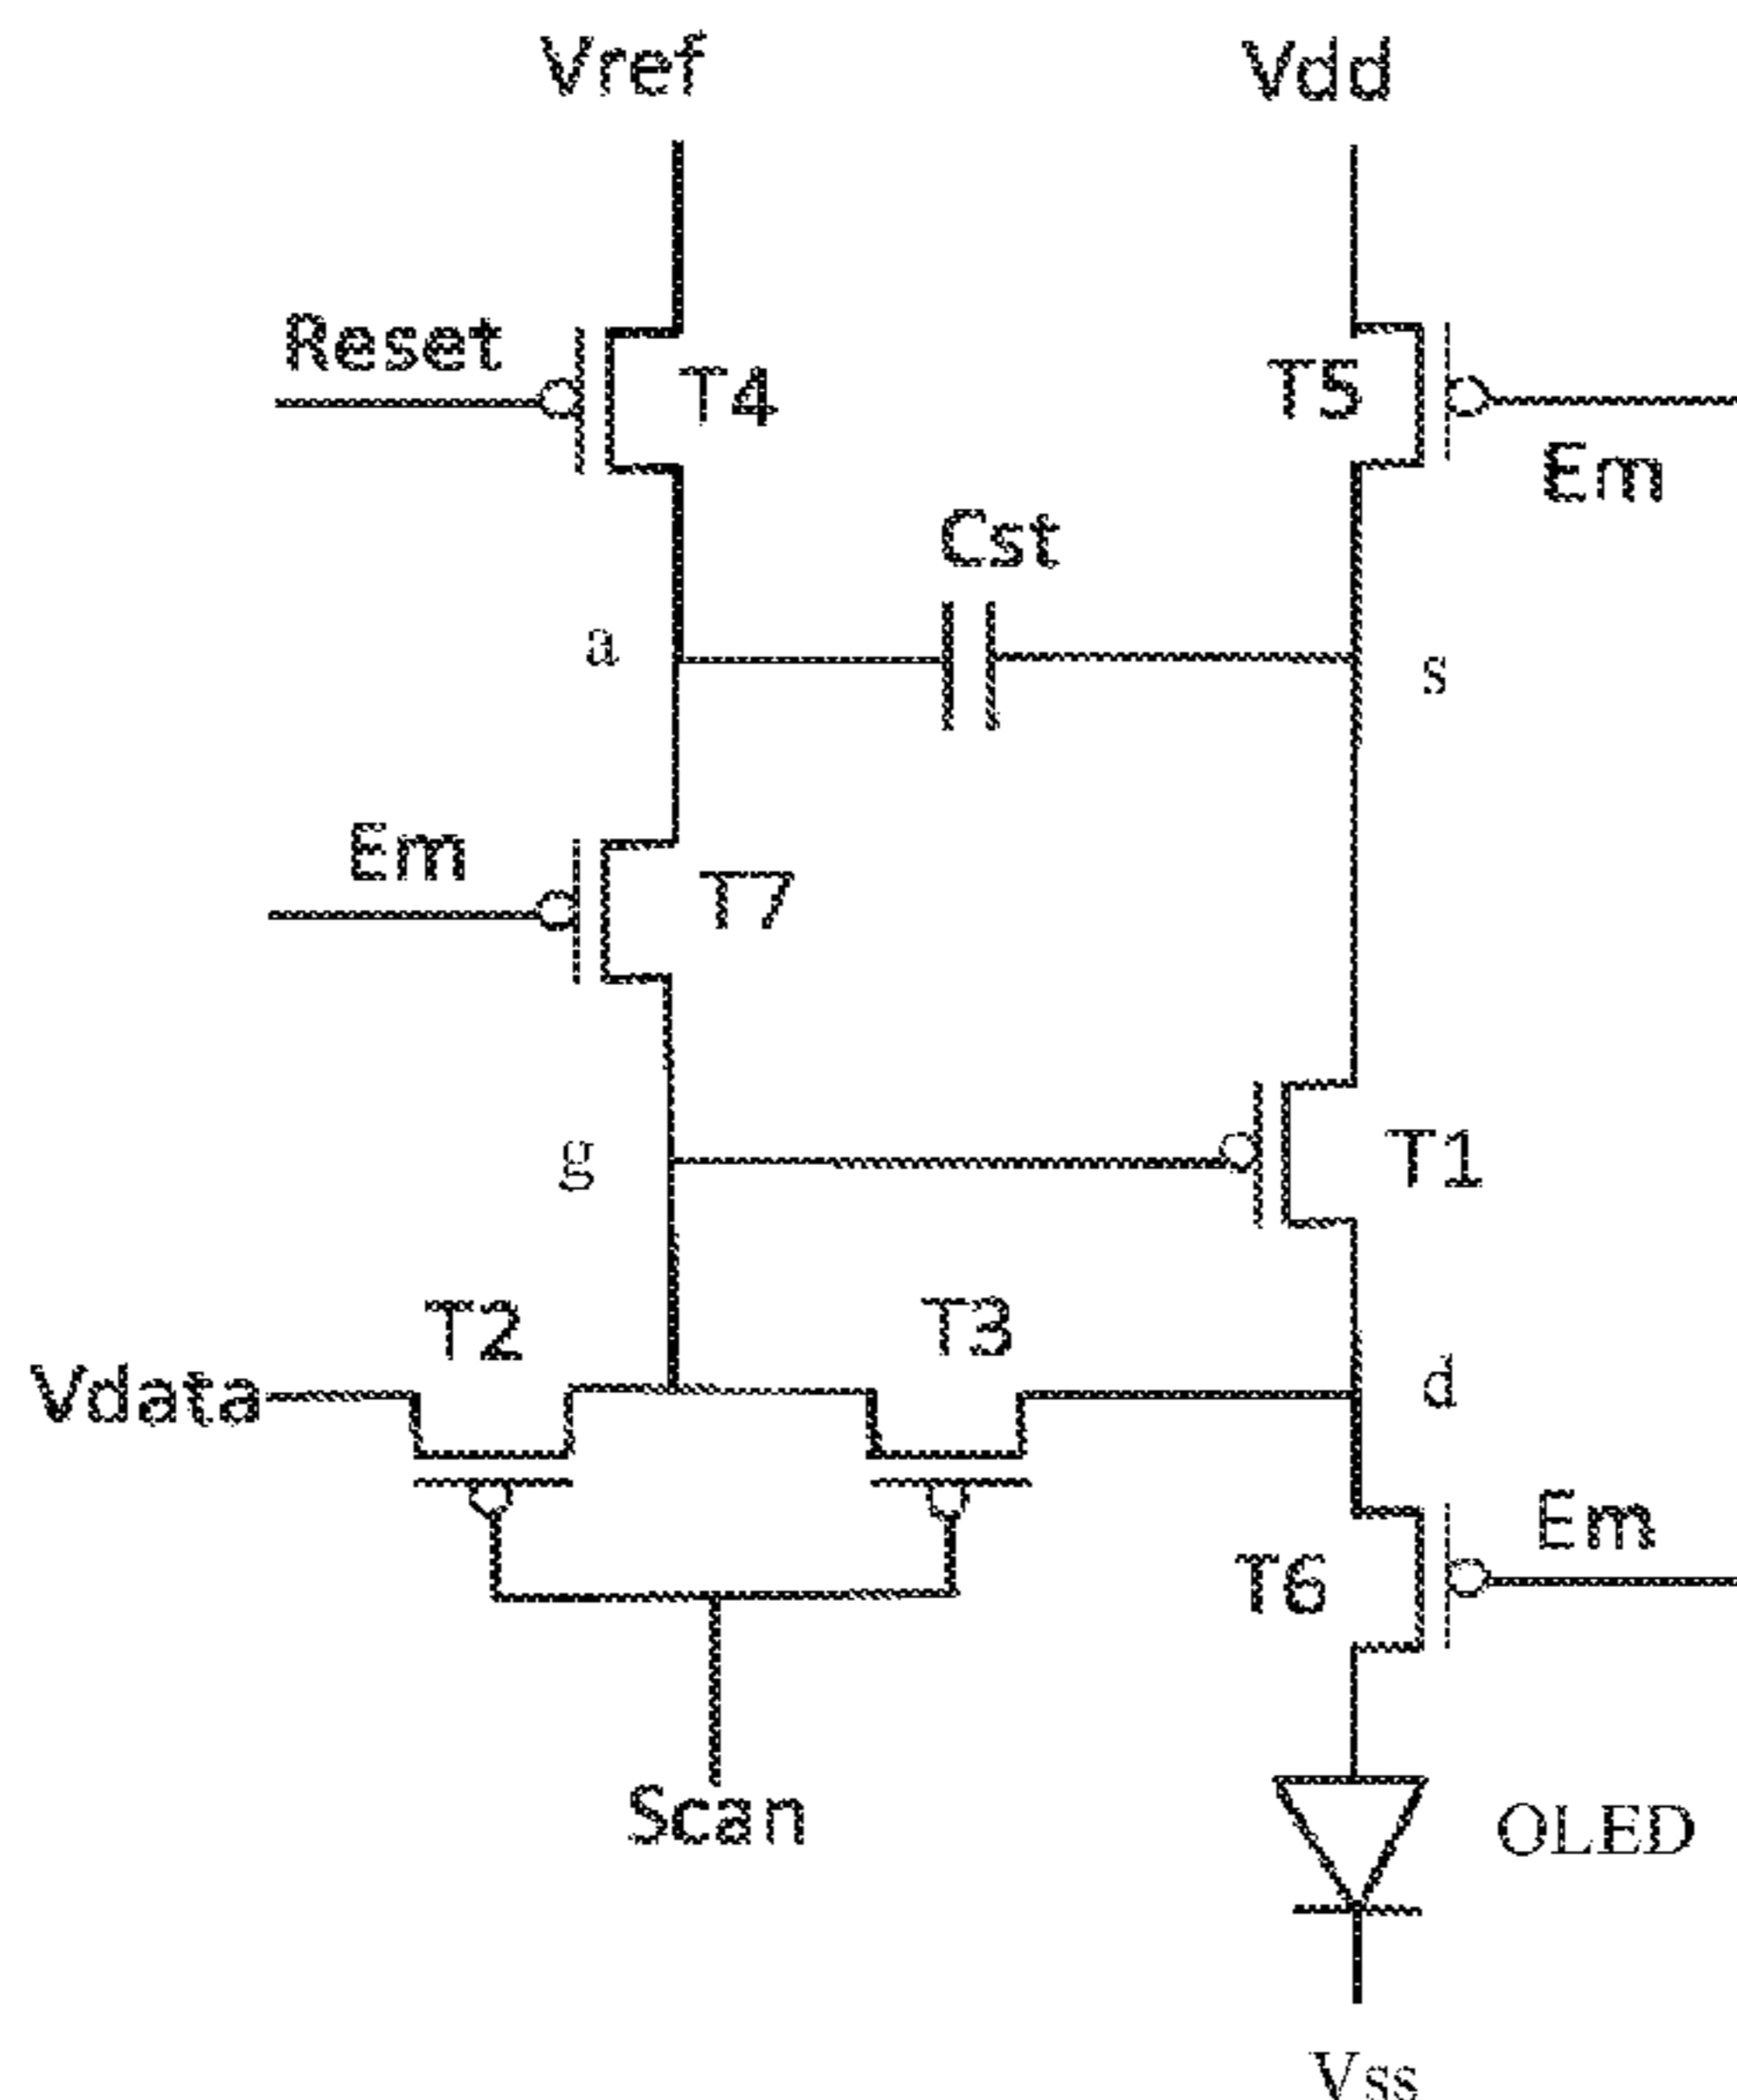 Vref
Vdd
Reset
T4
T5
Em
Cst
a
s
Em
T7
g
T1
T2
T3
Vdata
d
Em
T6
Scan
OLED
Vss